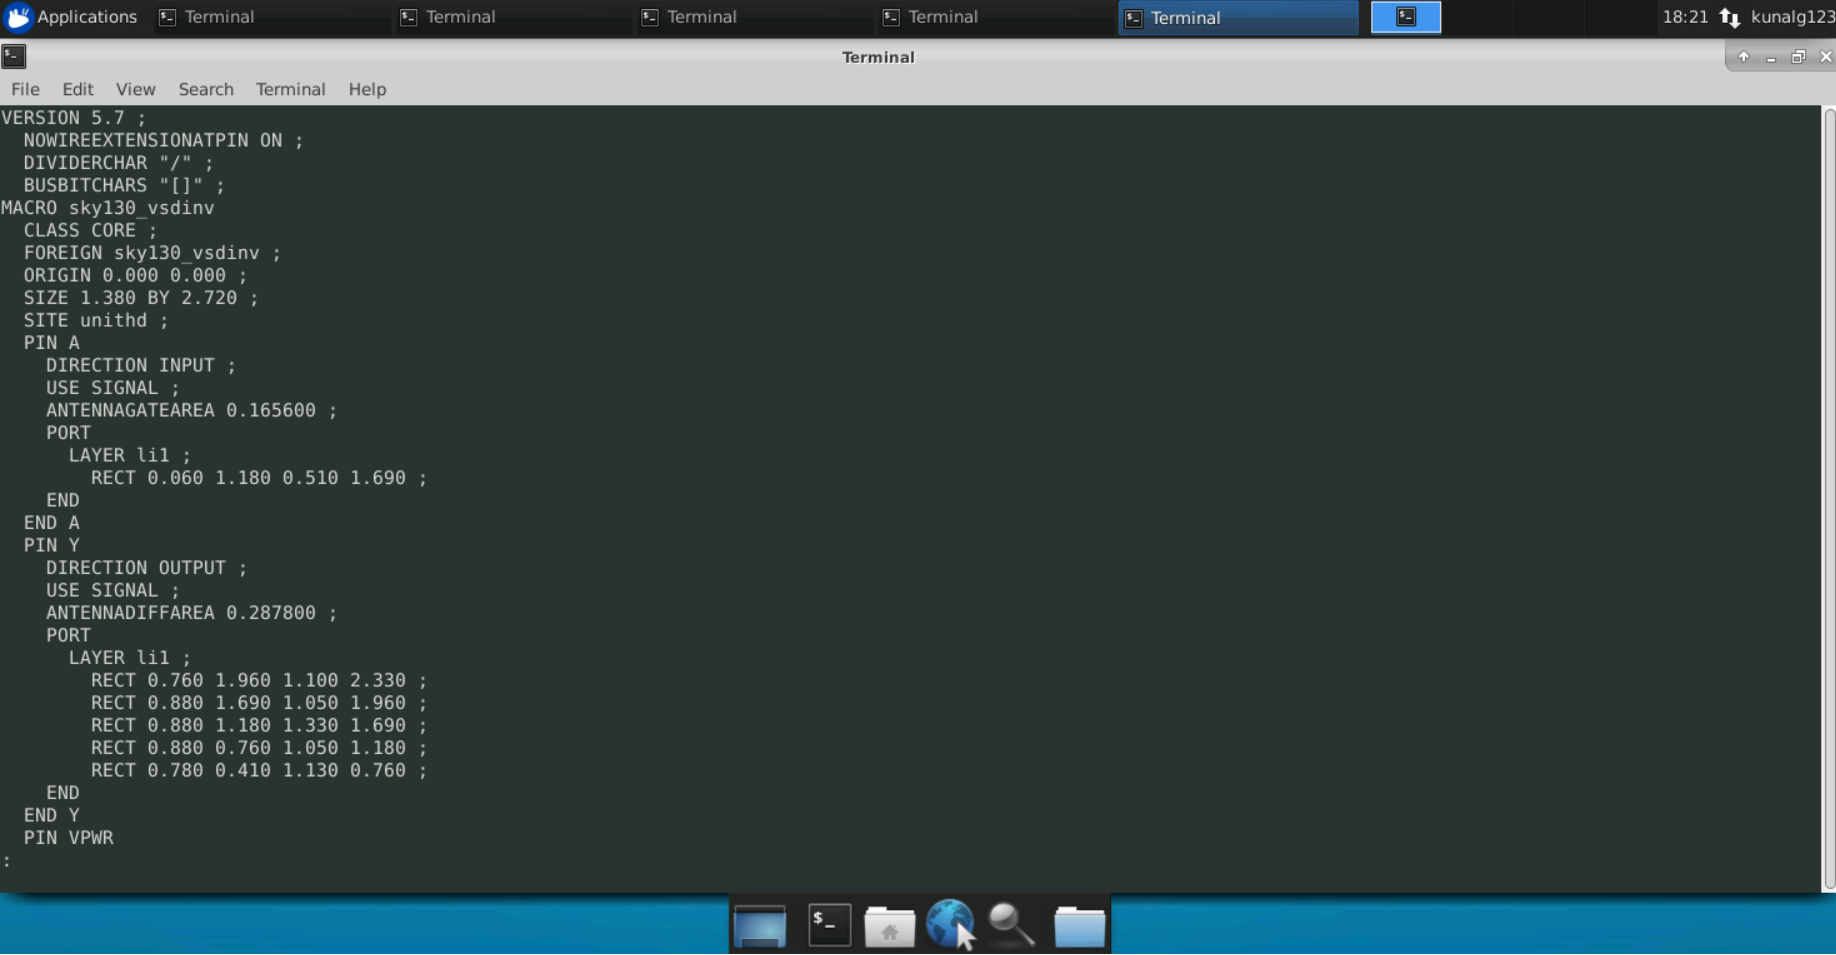 Applications Terminal Terminal Terminal Terminal Terminal 18:21 kunalg123
Terminal
File Edit View Search Terminal Help
VERSION 5.7 ;
  NOWIREEXTENSIONATPIN ON ;
  DIVIDERCHAR "/" ;
  BUSBITCHARS "[]" ;
MACRO sky130_vsdinv
  CLASS CORE ;
  FOREIGN sky130_vsdinv ;
  ORIGIN 0.000 0.000 ;
  SIZE 1.380 BY 2.720 ;
  SITE unithd ;
  PIN A
    DIRECTION INPUT ;
    USE SIGNAL ;
    ANTENNAGATEAREA 0.165600 ;
    PORT
      LAYER li1 ;
        RECT 0.060 1.180 0.510 1.690 ;
    END
  END A
  PIN Y
    DIRECTION OUTPUT ;
    USE SIGNAL ;
    ANTENNADIFFAREA 0.287800 ;
    PORT
      LAYER li1 ;
        RECT 0.760 1.960 1.100 2.330 ;
        RECT 0.880 1.690 1.050 1.960 ;
        RECT 0.880 1.180 1.330 1.690 ;
        RECT 0.880 0.760 1.050 1.180 ;
        RECT 0.780 0.410 1.130 0.760 ;
    END
  END Y
  PIN VPWR
: